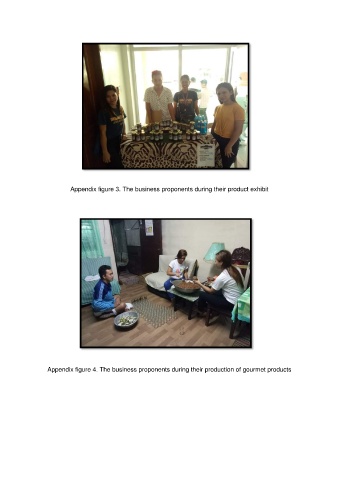 Appendix figure 3. The business proponents during their product exhibit
Appendix figure 4. The business proponents during their production of gourmet products